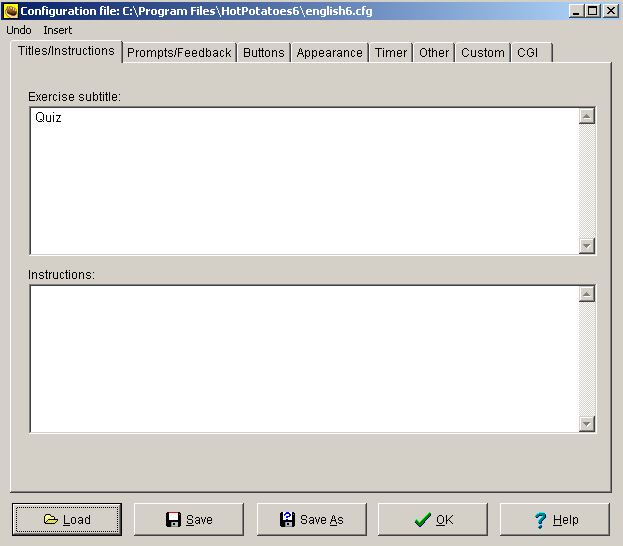 Configuration file: C:\Program Files\HotPotatoes6\english6.cfg
Undo Insert
Titles/Instructions Prompts/Feedback Buttons Appearance Timer Other Custom CGI
Exercise subtitle:
Quiz
Instructions:
Load Save Save As OK Help